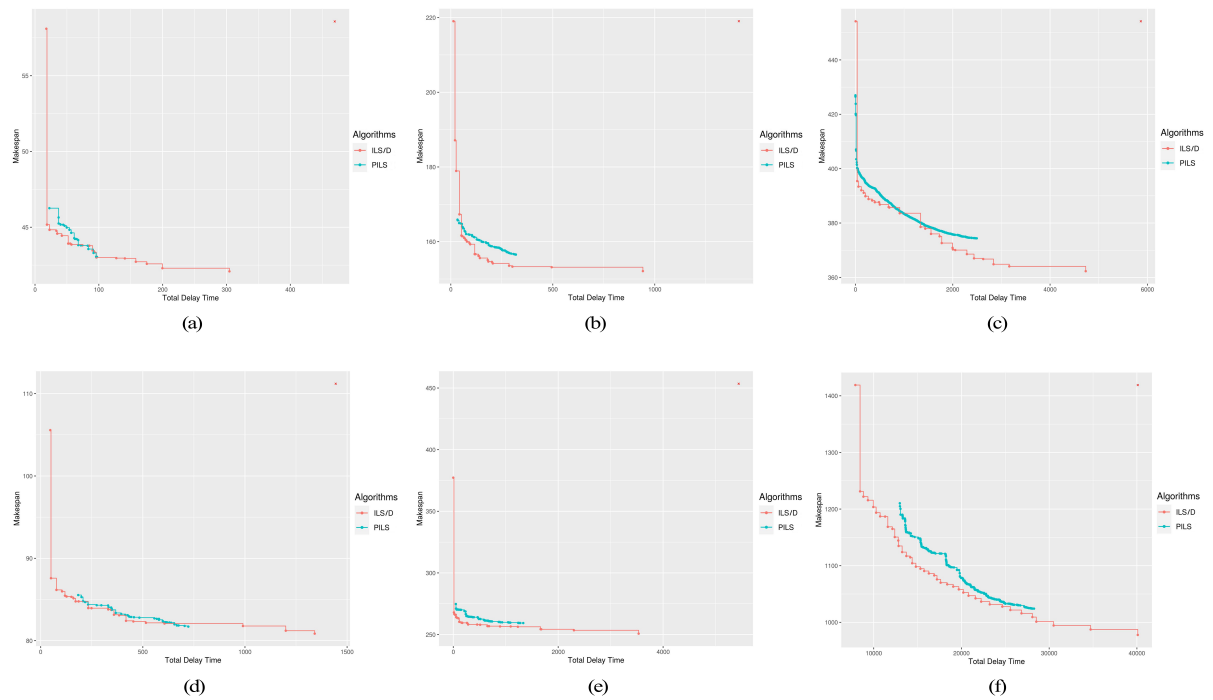 55
50
45
0
100
200
300
400
Makespan
Total Delay Time
Algorithms
ILS/D
PILS
(a)
220
200
180
160
0
500
1000
Makespan
Total Delay Time
Algorithms
ILS/D
PILS
(b)
440
420
400
380
360
0
2000
4000
6000
Makespan
Total Delay Time
Algorithms
ILS/D
PILS
(c)
110
100
90
80
0
500
1000
1500
Makespan
Total Delay Time
Algorithms
ILS/D
PILS
(d)
450
400
350
300
250
0
2000
4000
Makespan
Total Delay Time
Algorithms
ILS/D
PILS
(e)
1400
1300
1200
1100
1000
10000
20000
30000
40000
Makespan
Total Delay Time
Algorithms
ILS/D
PILS
(f)